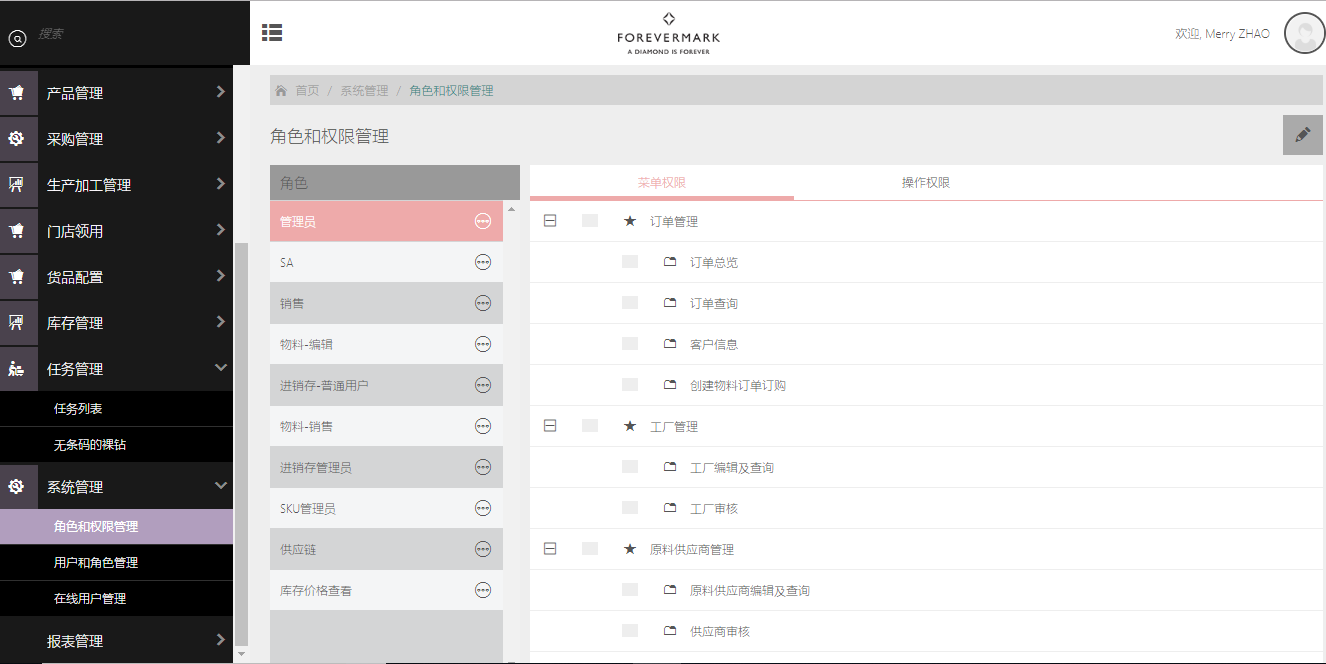 搜索
FOREVERMARK
A DIAMOND IS FOREVER
欢迎, Merry ZHAO
产品管理
采购管理
生产加工管理
门店领用
货品配置
库存管理
任务管理
任务列表
无条码的裸钻
系统管理
角色和权限管理
用户和角色管理
在线用户管理
报表管理
首页 / 系统管理 / 角色和权限管理
角色和权限管理
角色
管理员
SA
销售
物料-编辑
进销存-普通用户
物料-销售
进销存管理员
SKU管理员
供应链
库存价格查看
菜单权限 操作权限
订单管理
订单总览
订单查询
客户信息
创建物料订单订购
工厂管理
工厂编辑及查询
工厂审核
原料供应商管理
原料供应商编辑及查询
供应商审核